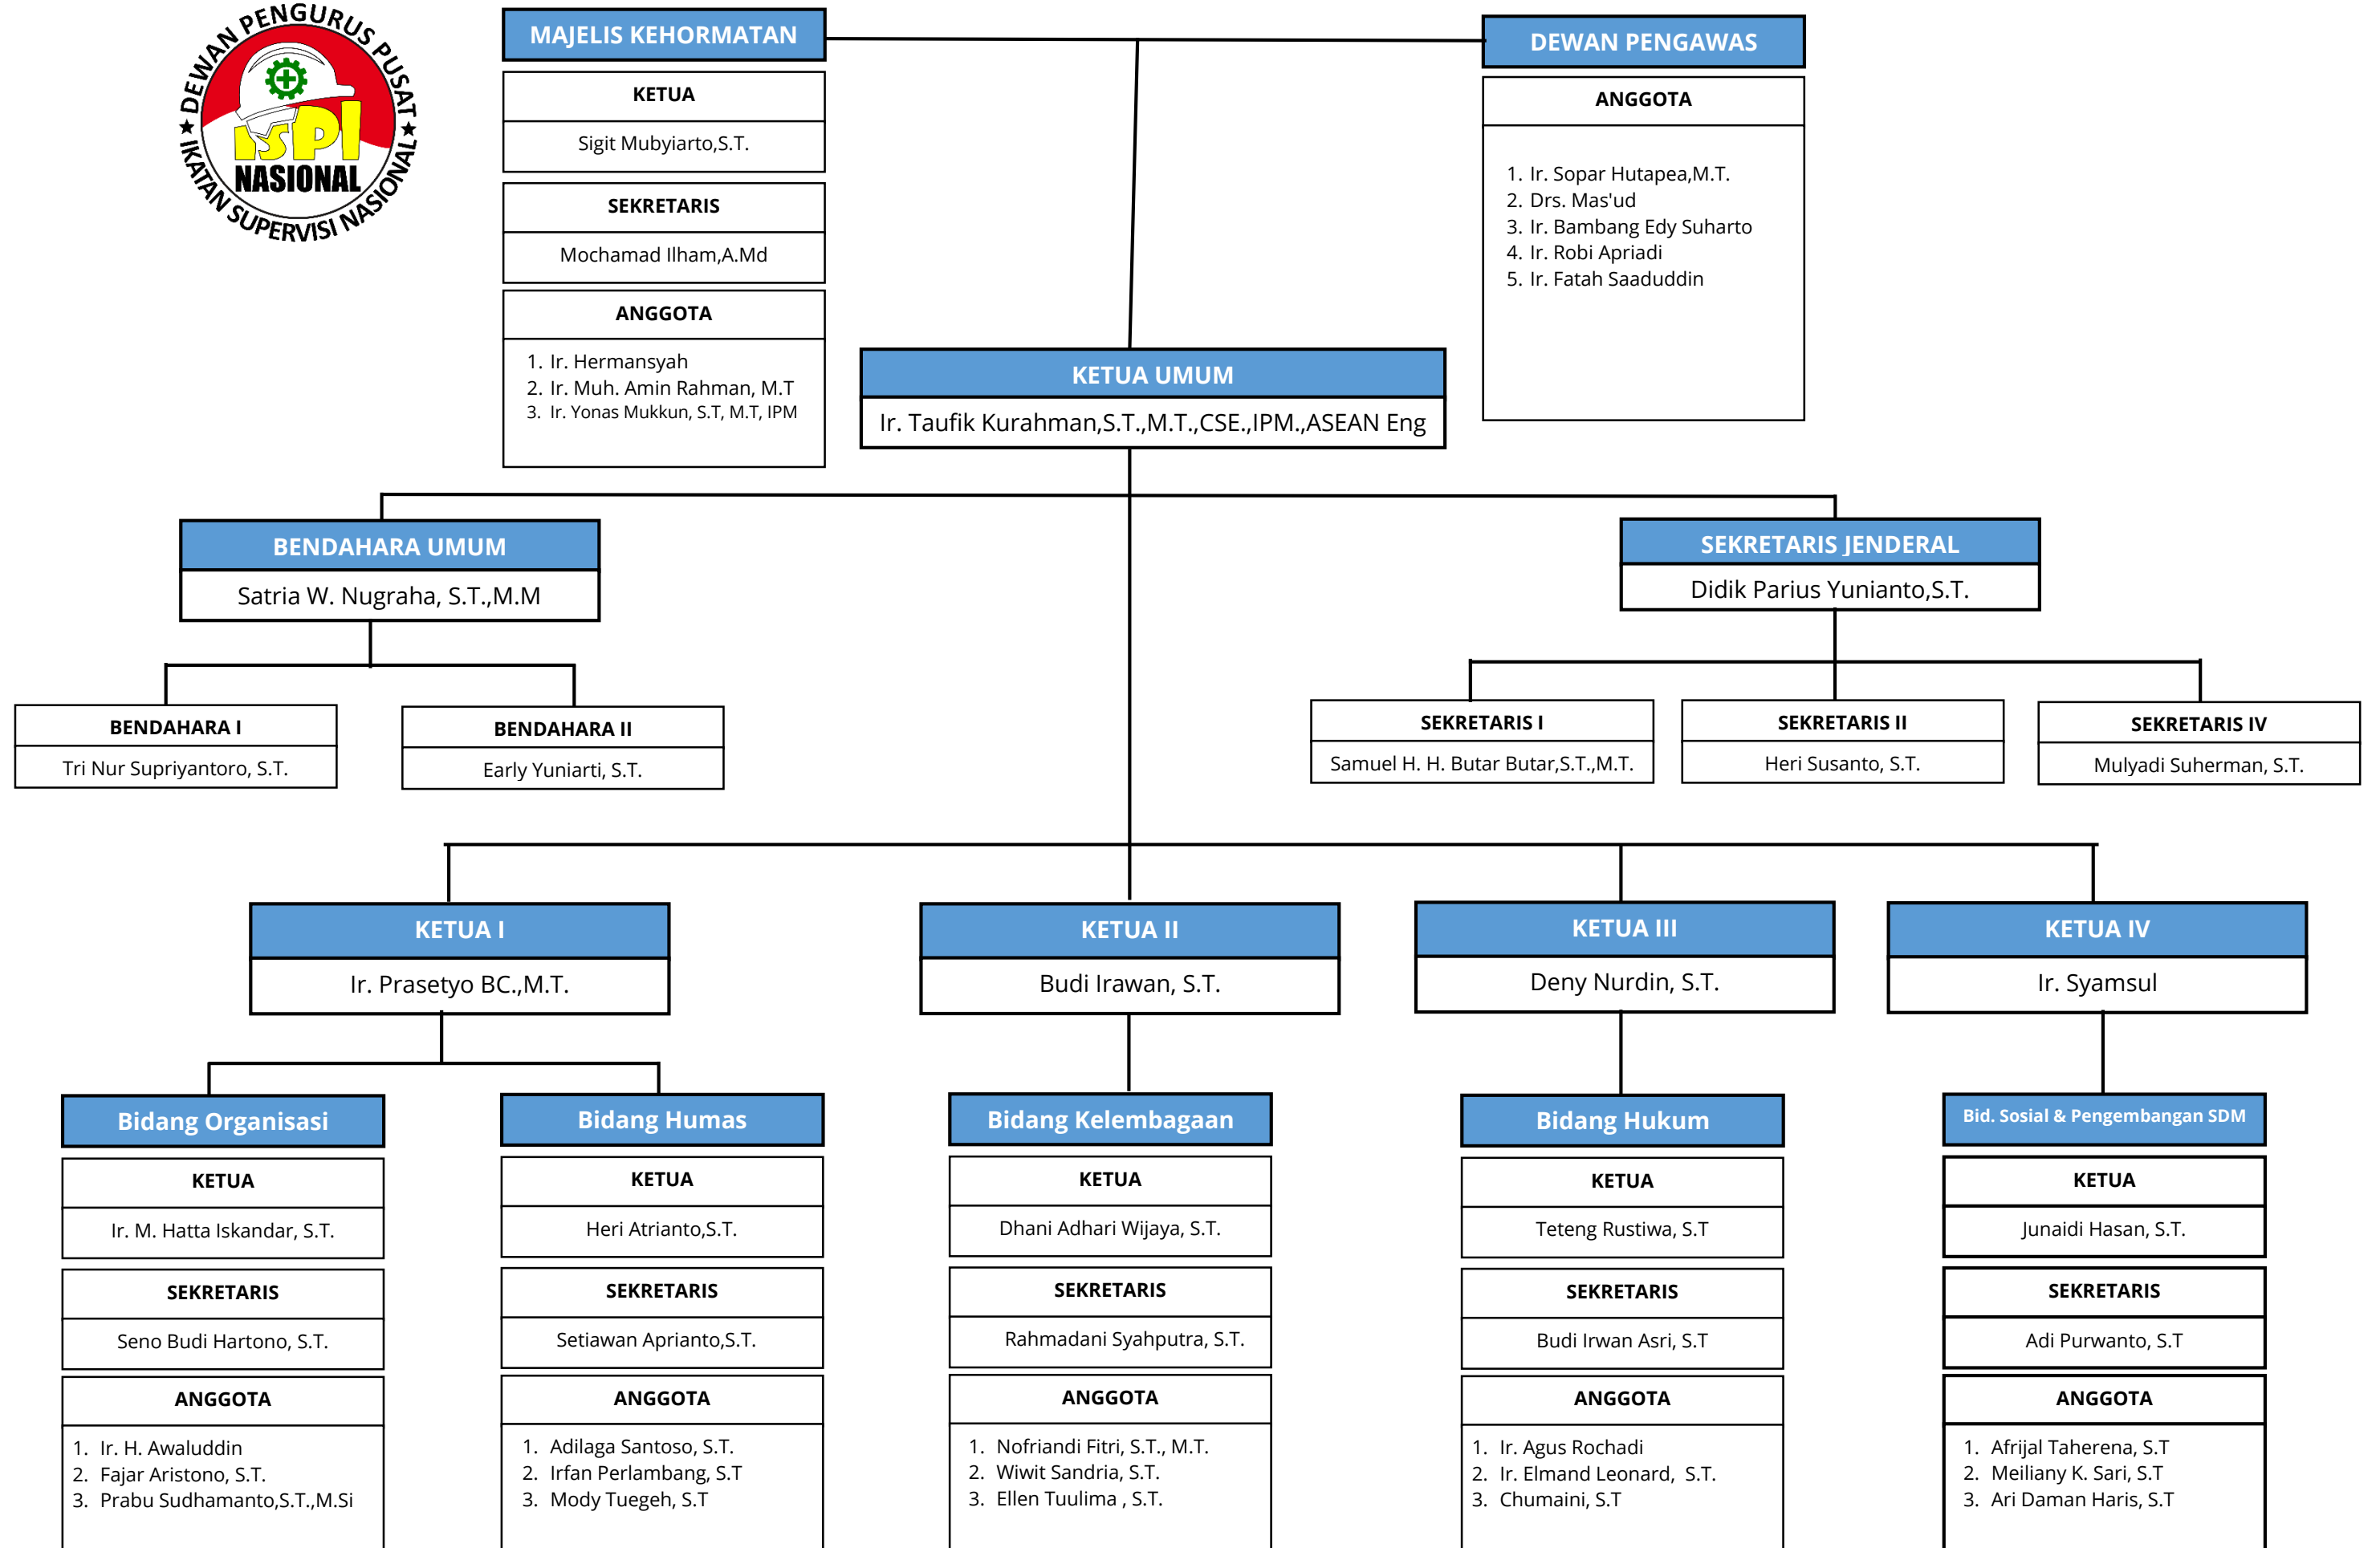 DEWAN PENGURUS PUSAT
ISPI
NASIONAL
IKATAN SUPERVISI NASIONAL
MAJELIS KEHORMATAN
KETUA
Sigit Mubyiarto,S.T.
SEKRETARIS
Mochamad Ilham,A.Md
ANGGOTA
1. Ir. Hermansyah
2. Ir. Muh. Amin Rahman, M.T
3. Ir. Yonas Mukkun, S.T, M.T, IPM
DEWAN PENGAWAS
ANGGOTA
1. Ir. Sopar Hutapea,M.T.
2. Drs. Mas'ud
3. Ir. Bambang Edy Suharto
4. Ir. Robi Apriadi
5. Ir. Fatah Saaduddin
KETUA UMUM
Ir. Taufik Kurahman,S.T.,M.T.,CSE.,IPM.,ASEAN Eng
BENDAHARA UMUM
Satria W. Nugraha, S.T.,M.M
SEKRETARIS JENDERAL
Didik Parius Yunianto,S.T.
BENDAHARA I
Tri Nur Supriyantoro, S.T.
BENDAHARA II
Early Yuniarti, S.T.
SEKRETARIS I
Samuel H. H. Butar Butar,S.T.,M.T.
SEKRETARIS II
Heri Susanto, S.T.
SEKRETARIS IV
Mulyadi Suherman, S.T.
KETUA I
Ir. Prasetyo BC.,M.T.
KETUA II
Budi Irawan, S.T.
KETUA III
Deny Nurdin, S.T.
KETUA IV
Ir. Syamsul
Bidang Organisasi
KETUA
Ir. M. Hatta Iskandar, S.T.
SEKRETARIS
Seno Budi Hartono, S.T.
ANGGOTA
1. Ir. H. Awaluddin
2. Fajar Aristono, S.T.
3. Prabu Sudhamanto,S.T.,M.Si
Bidang Humas
KETUA
Heri Atrianto,S.T.
SEKRETARIS
Setiawan Aprianto,S.T.
ANGGOTA
1. Adilaga Santoso, S.T.
2. Irfan Perlambang, S.T
3. Mody Tuegeh, S.T
Bidang Kelembagaan
KETUA
Dhani Adhari Wijaya, S.T.
SEKRETARIS
Rahmadani Syahputra, S.T.
ANGGOTA
1. Nofriandi Fitri, S.T., M.T.
2. Wiwit Sandria, S.T.
3. Ellen Tuulima , S.T.
Bidang Hukum
KETUA
Teteng Rustiwa, S.T
SEKRETARIS
Budi Irwan Asri, S.T
ANGGOTA
1. Ir. Agus Rochadi
2. Ir. Elmand Leonard, S.T.
3. Chumaini, S.T
Bid. Sosial & Pengembangan SDM
KETUA
Junaidi Hasan, S.T.
SEKRETARIS
Adi Purwanto, S.T
ANGGOTA
1. Afrijal Taherena, S.T
2. Meiliany K. Sari, S.T
3. Ari Daman Haris, S.T